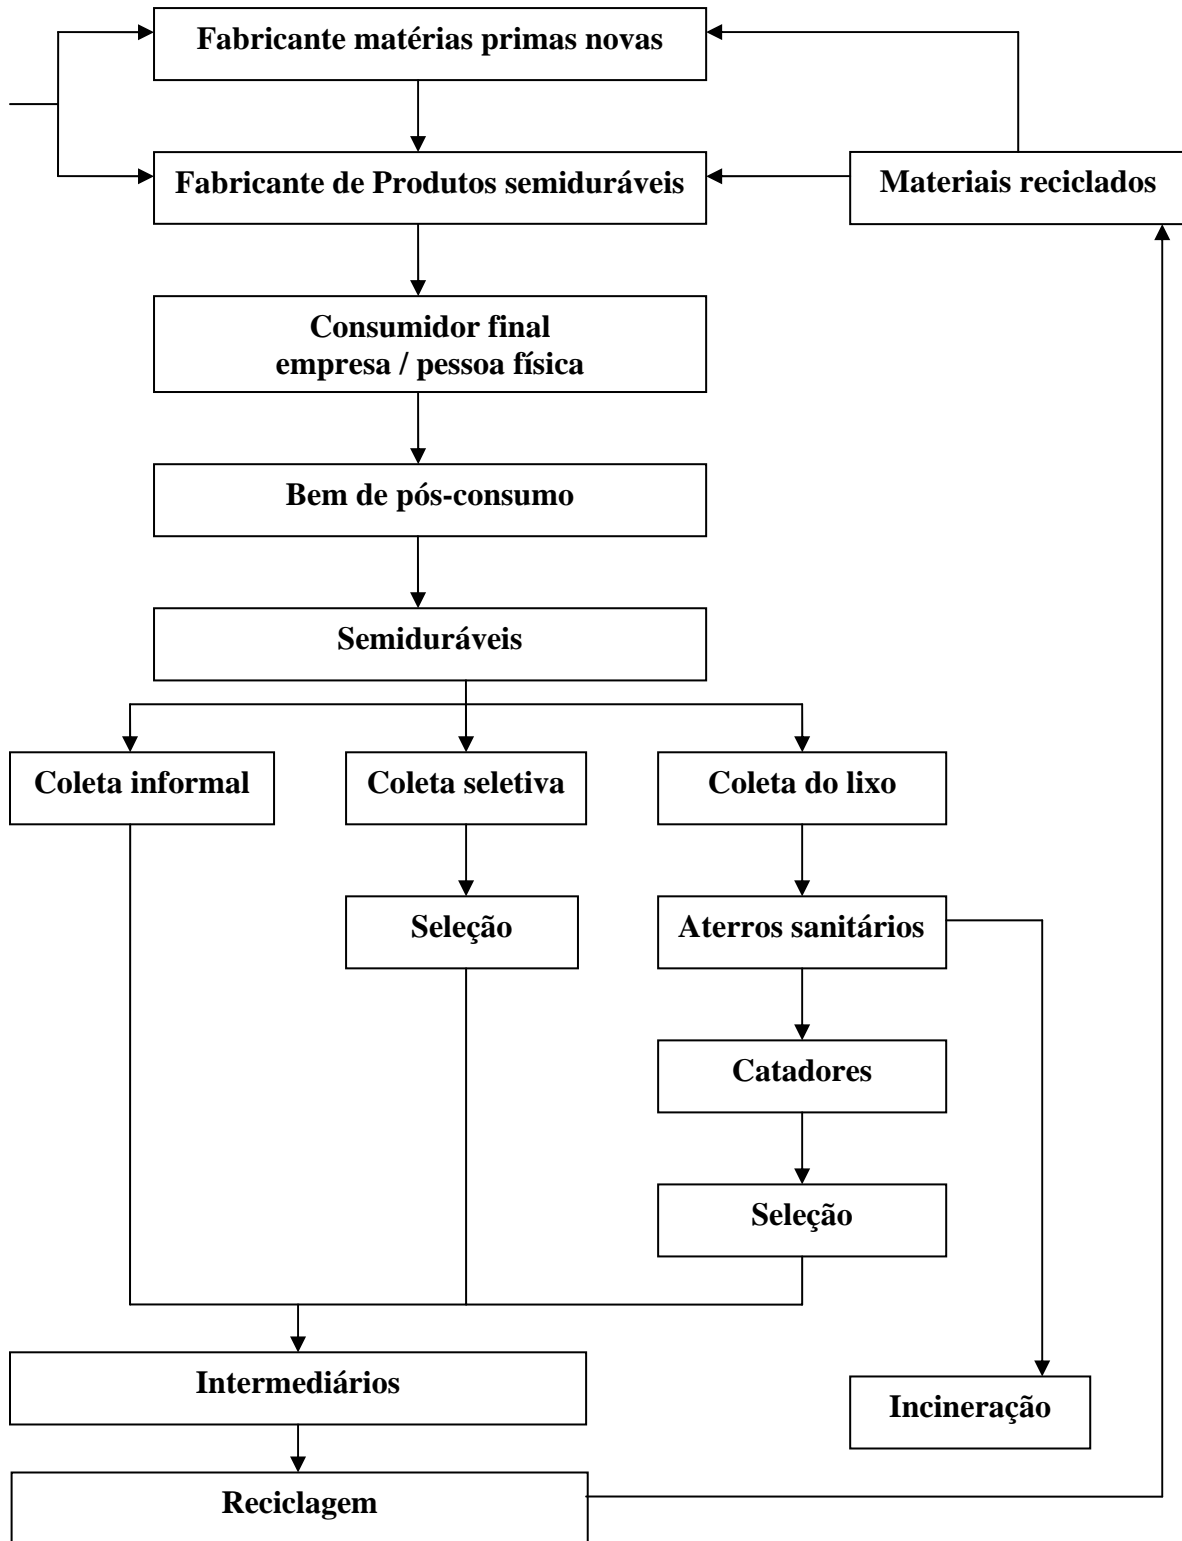 Fabricante matérias primas novas
Fabricante de Produtos semiduráveis
Materiais reciclados
Consumidor final
empresa / pessoa física
Bem de pós-consumo
Semiduráveis
Coleta informal
Coleta seletiva
Coleta do lixo
Seleção
Aterros sanitários
Catadores
Seleção
Intermediários
Incineração
Reciclagem